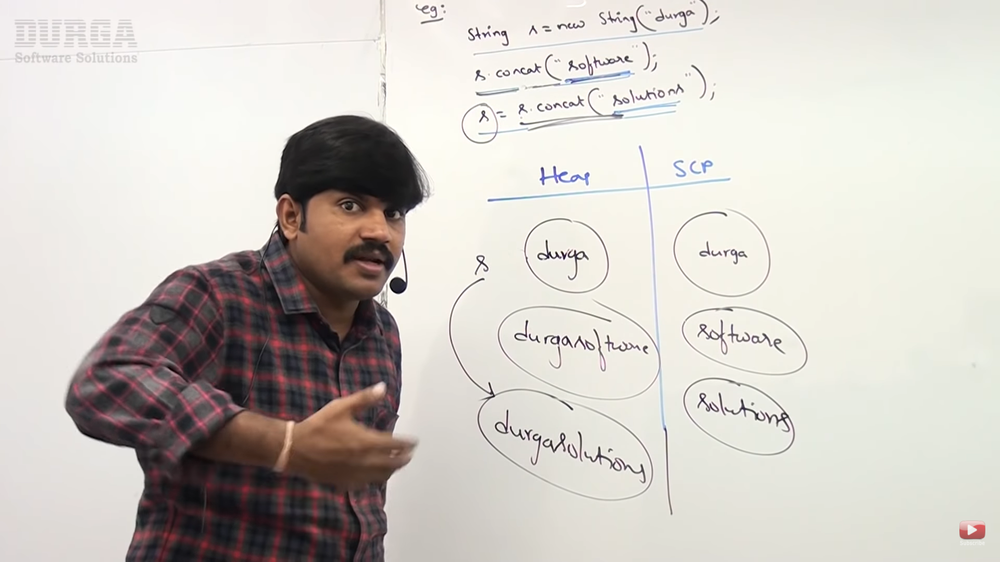 DURGA
Software Solutions
eg:
String s = new String("durga");
s.concat("software");
s = s.concat("solutions");
Heap SCP
s durga durga
durgasoftware software
durgasolutions solutions
Subscribe